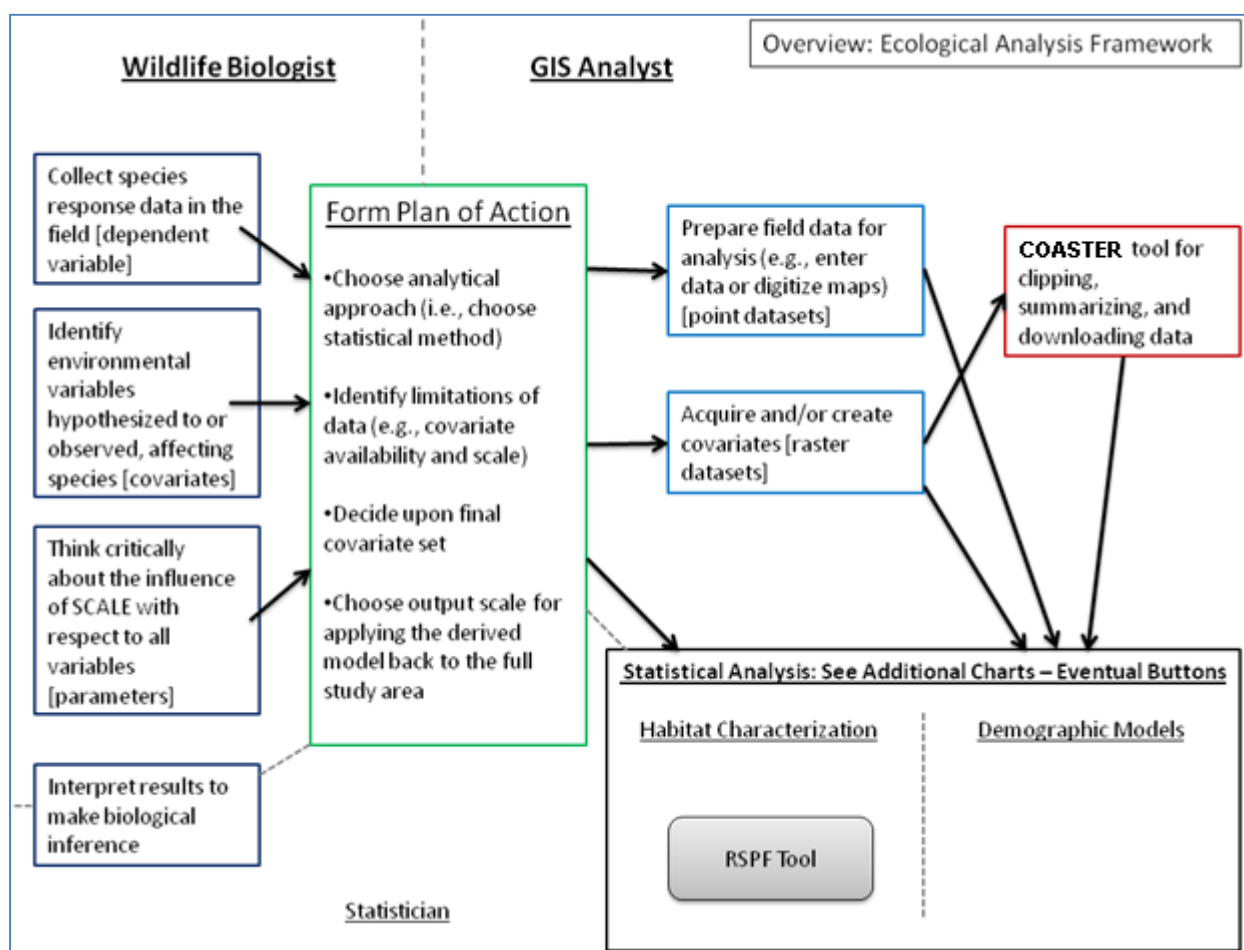 Overview: Ecological Analysis Framework
Wildlife Biologist
GIS Analyst
Collect species
response data in the
field [dependent
variable]
Identify
environmental
variables
hypothesized to or
observed, affecting
species [covariates]
Think critically
about the influence
of SCALE with
respect to all
variables
[parameters]
Interpret results to
make biological
inference
Form Plan of Action
•Choose analytical
approach (i.e., choose
statistical method)
•Identify limitations of
data (e.g., covariate
availability and scale)
•Decide upon final
covariate set
•Choose output scale for
applying the derived
model back to the full
study area
Prepare field data for
analysis (e.g., enter
data or digitize maps)
[point datasets]
Acquire and/or create
covariates [raster
datasets]
COASTER tool for
clipping,
summarizing, and
downloading data
Statistical Analysis: See Additional Charts – Eventual Buttons
Habitat Characterization
Demographic Models
RSPF Tool
Statistician